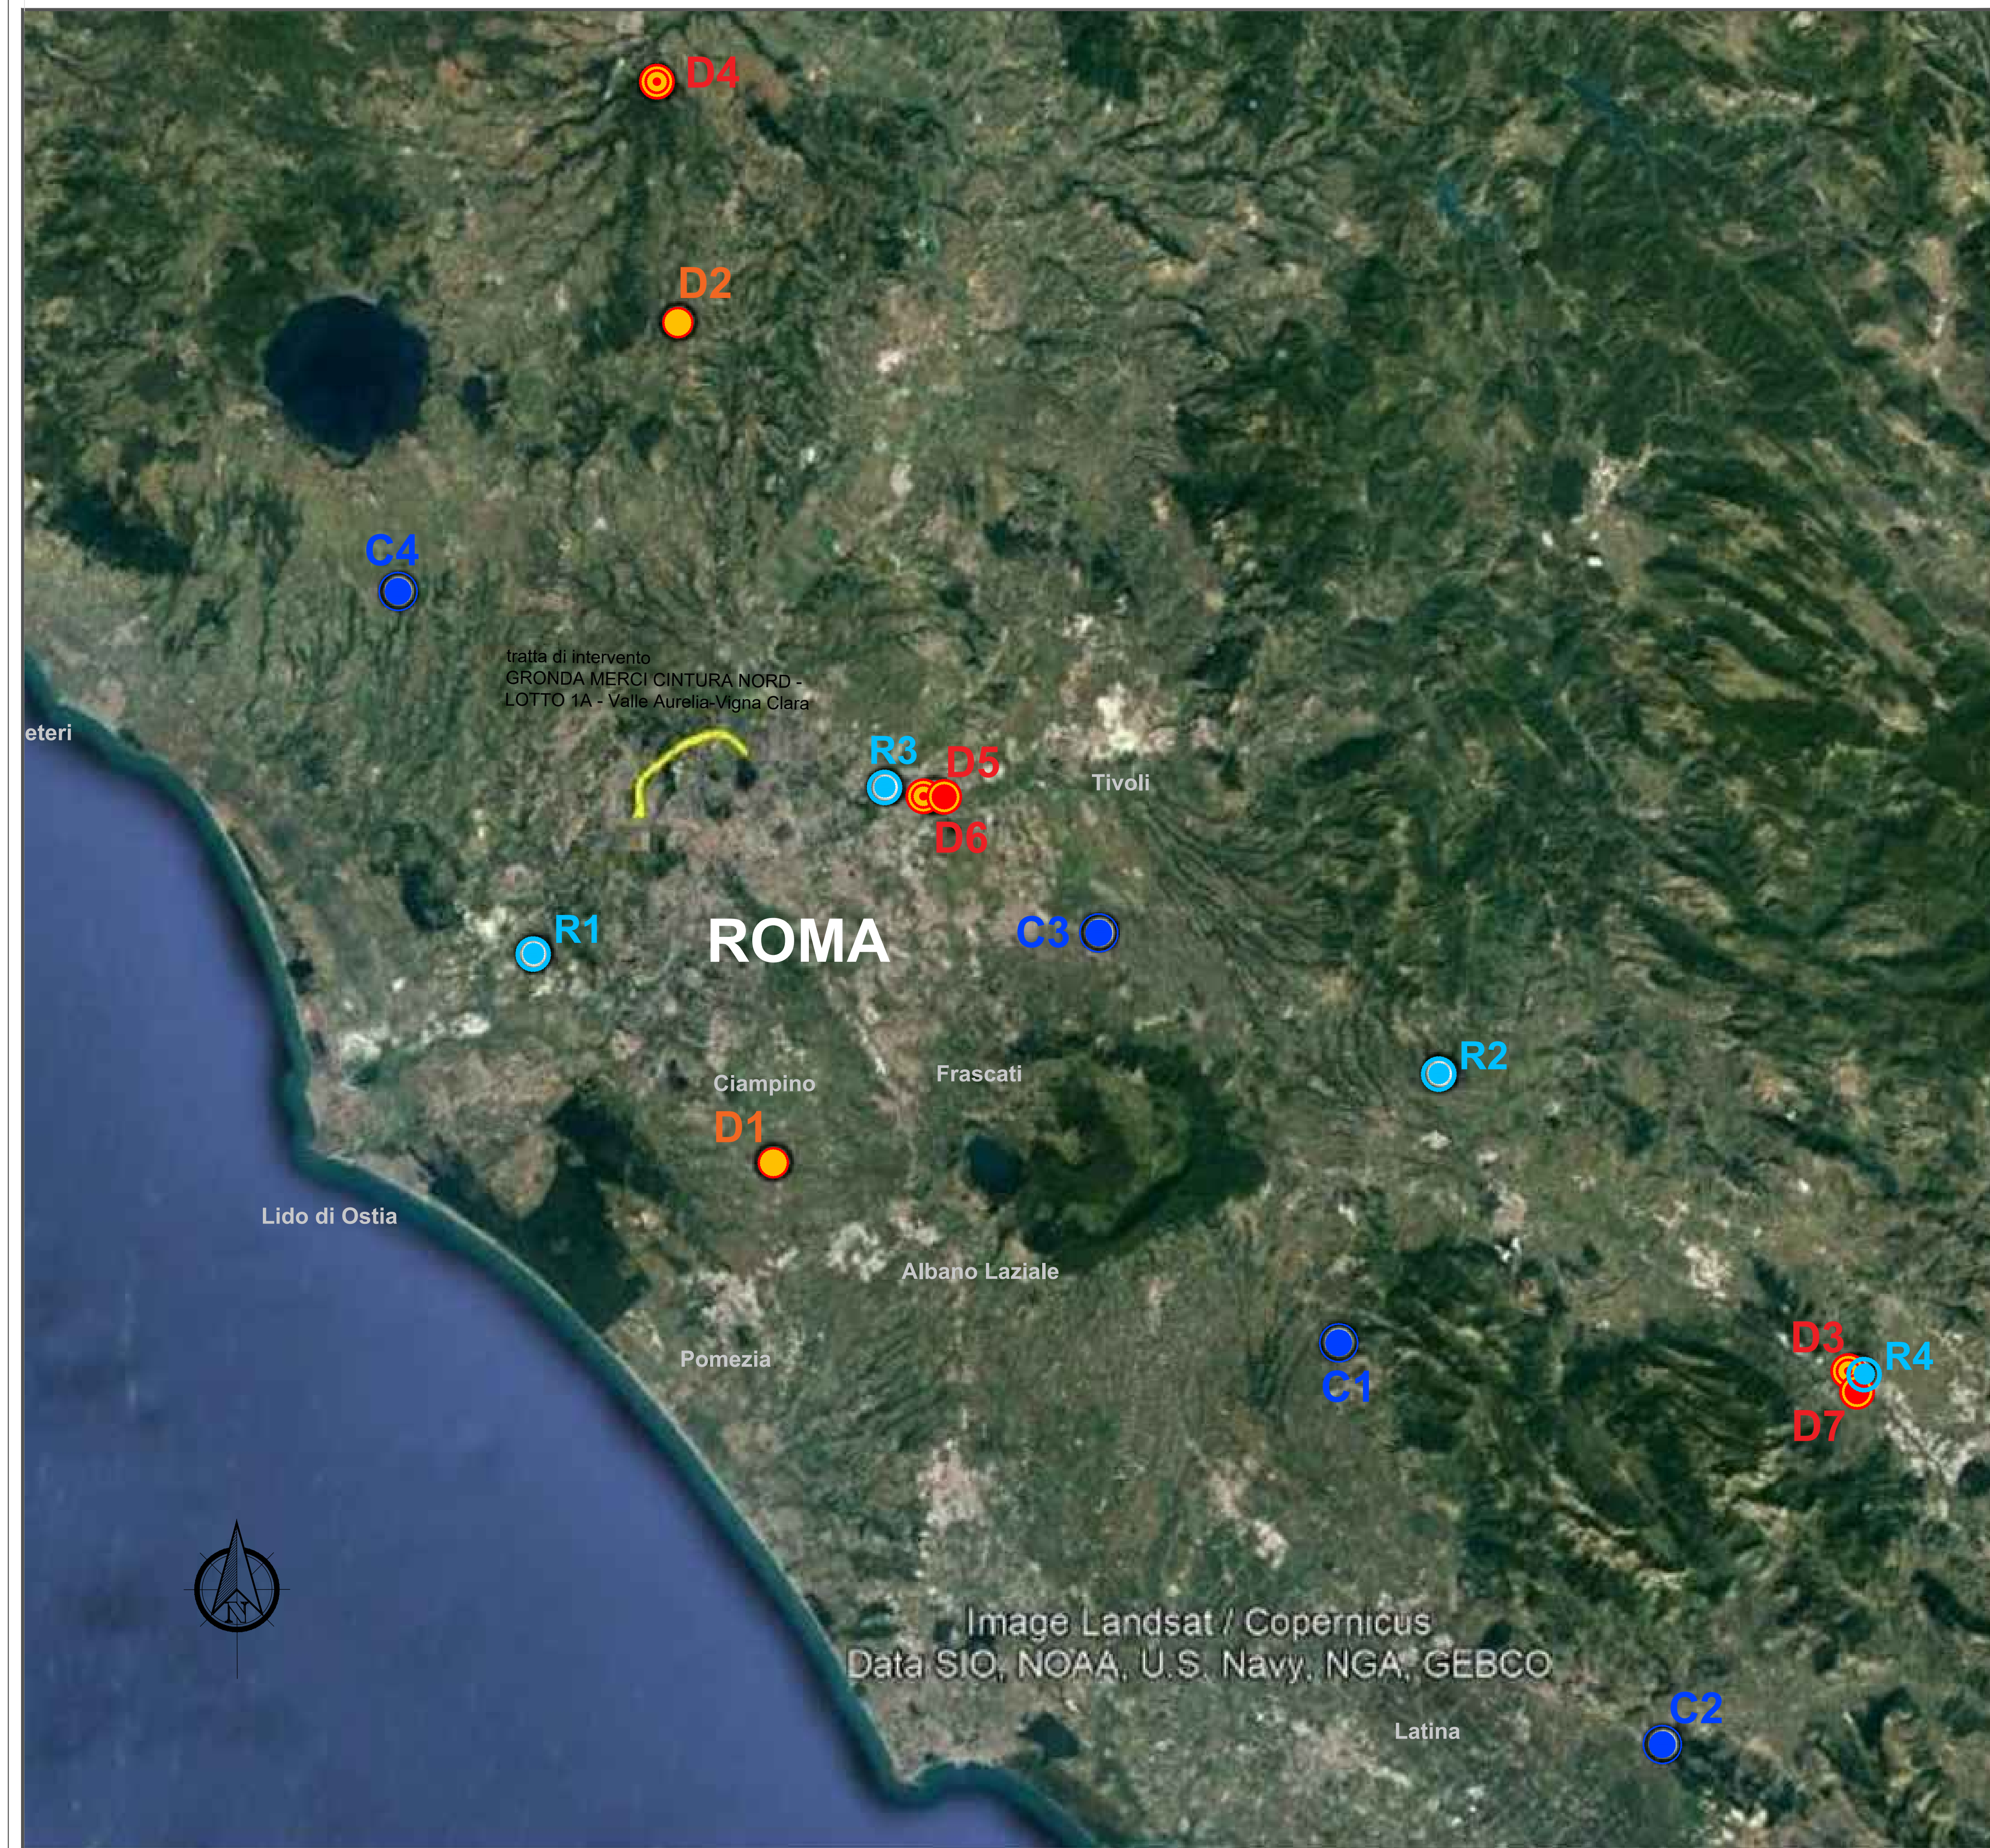 D4
D2
C4
tratta di intervento
GRONDA MERCI CINTURA NORD -
LOTTO 1A - Valle Aurelia-Vigna Clara
eteri
R3
D5
Tivoli
D6
R1
ROMA
C3
R2
Ciampino
Frascati
D1
Lido di Ostia
Albano Laziale
Pomezia
D3
R4
C1
D7
N
Image Landsat / Copernicus
Data SIO, NOAA, U.S. Navy, NGA, GEBCO
C2
Latina